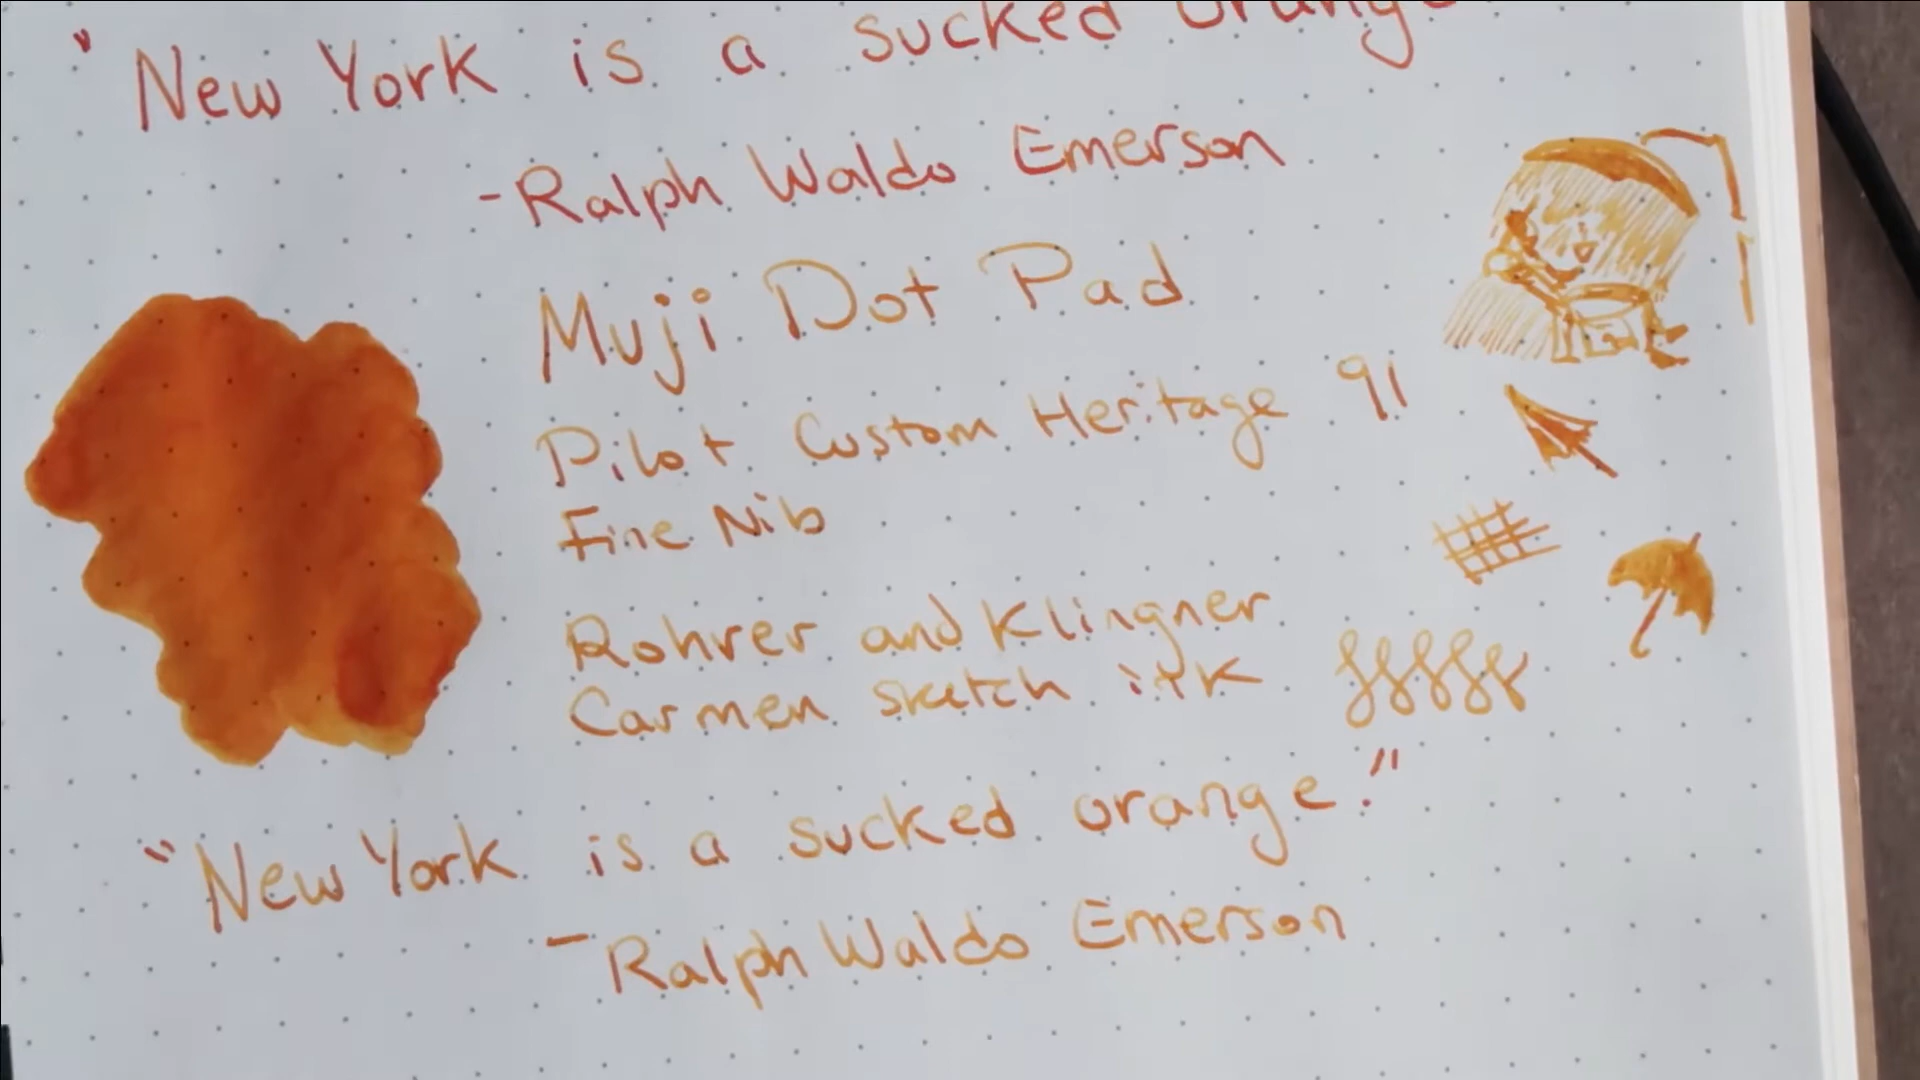 "New York is a sucked orange
-Ralph Waldo Emerson
Muji Dot Pad
Pilot Custom Heritage 91
Fine Nib
Rohrer and Klingner
Carmen sketch ink
"New York is a sucked orange."
-Ralph Waldo Emerson